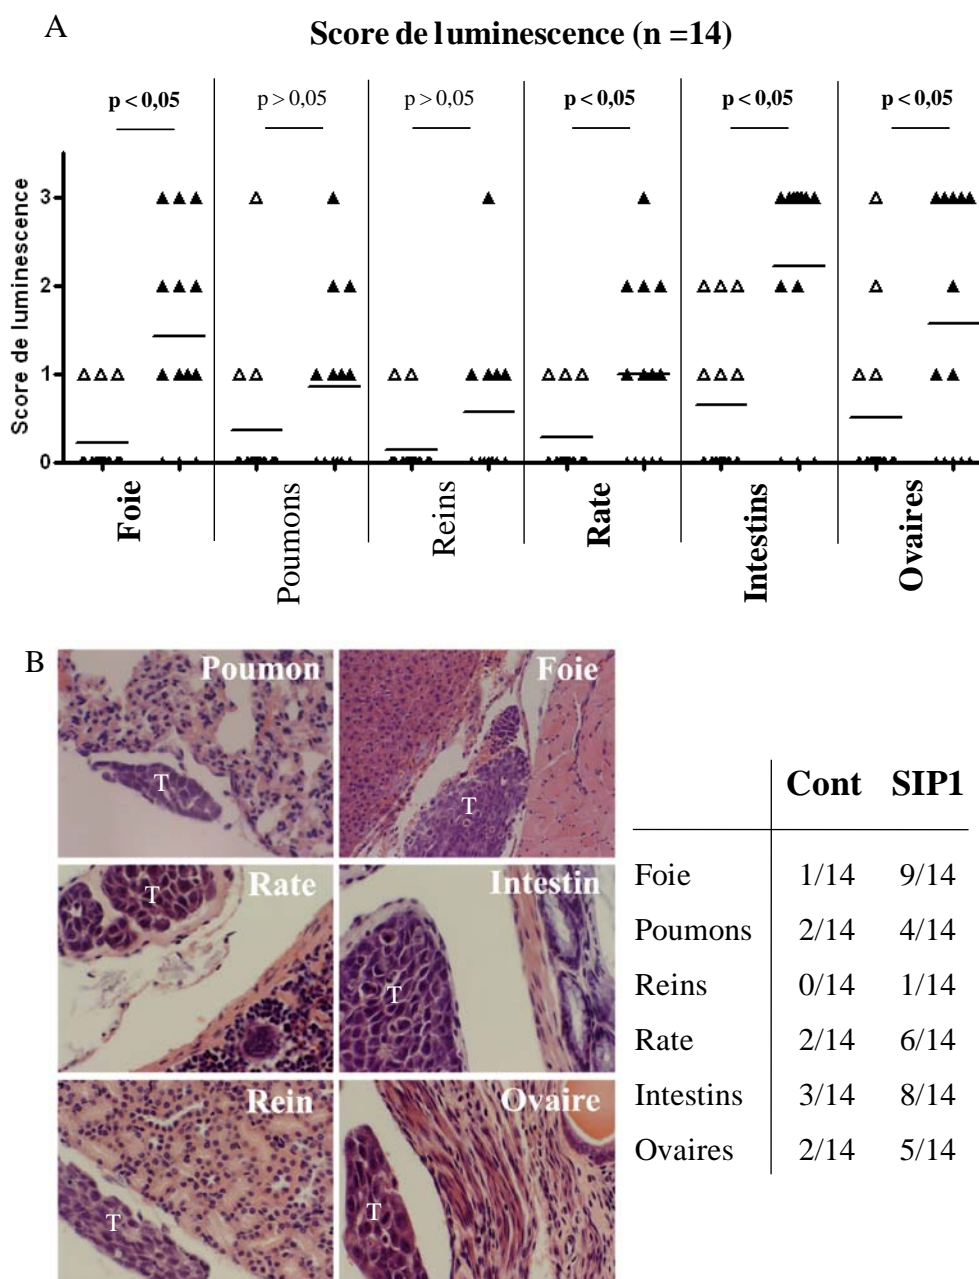 A
Score de luminescence (n =14)
p < 0,05
p > 0,05
p > 0,05
p < 0,05
p < 0,05
p < 0,05
Score de luminescence
3
2
1
0
Foie
Poumons
Reins
Rate
Intestins
Ovaires
B
Poumon
T
Foie
T
Rate
T
Intestin
T
Rein
T
Ovaire
T
Cont SIP1
Foie 1/14 9/14
Poumons 2/14 4/14
Reins 0/14 1/14
Rate 2/14 6/14
Intestins 3/14 8/14
Ovaires 2/14 5/14